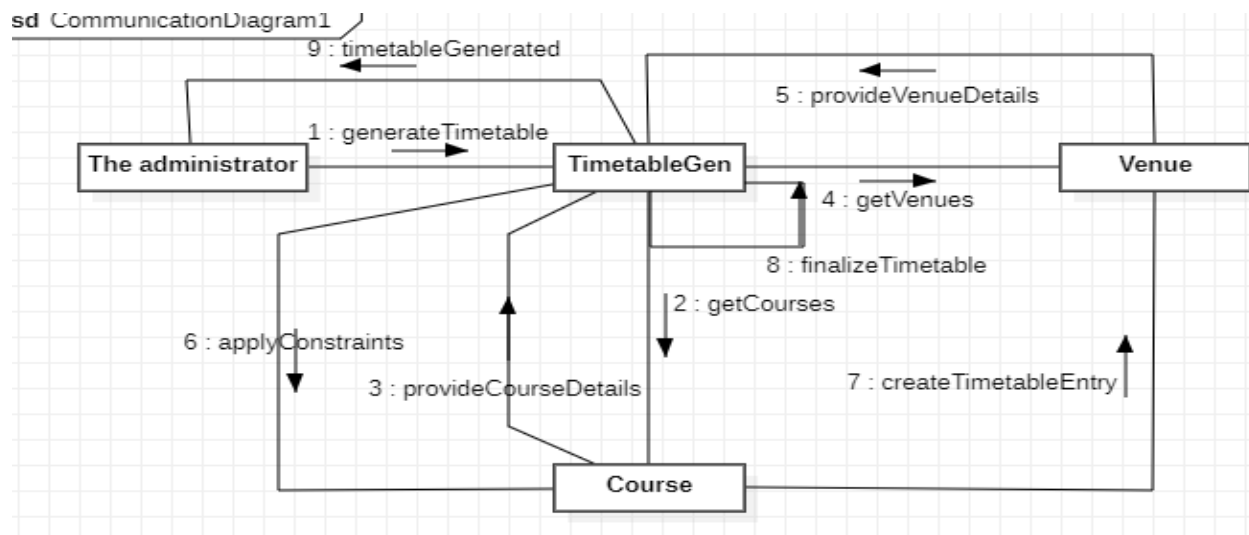 sd CommunicationDiagram1
9 : timetableGenerated
5 : provideVenueDetails
1 : generateTimetable
The administrator
TimetableGen
Venue
4 : getVenues
8 : finalizeTimetable
2 : getCourses
6 : applyConstraints
3 : provideCourseDetails
7 : createTimetableEntry
Course